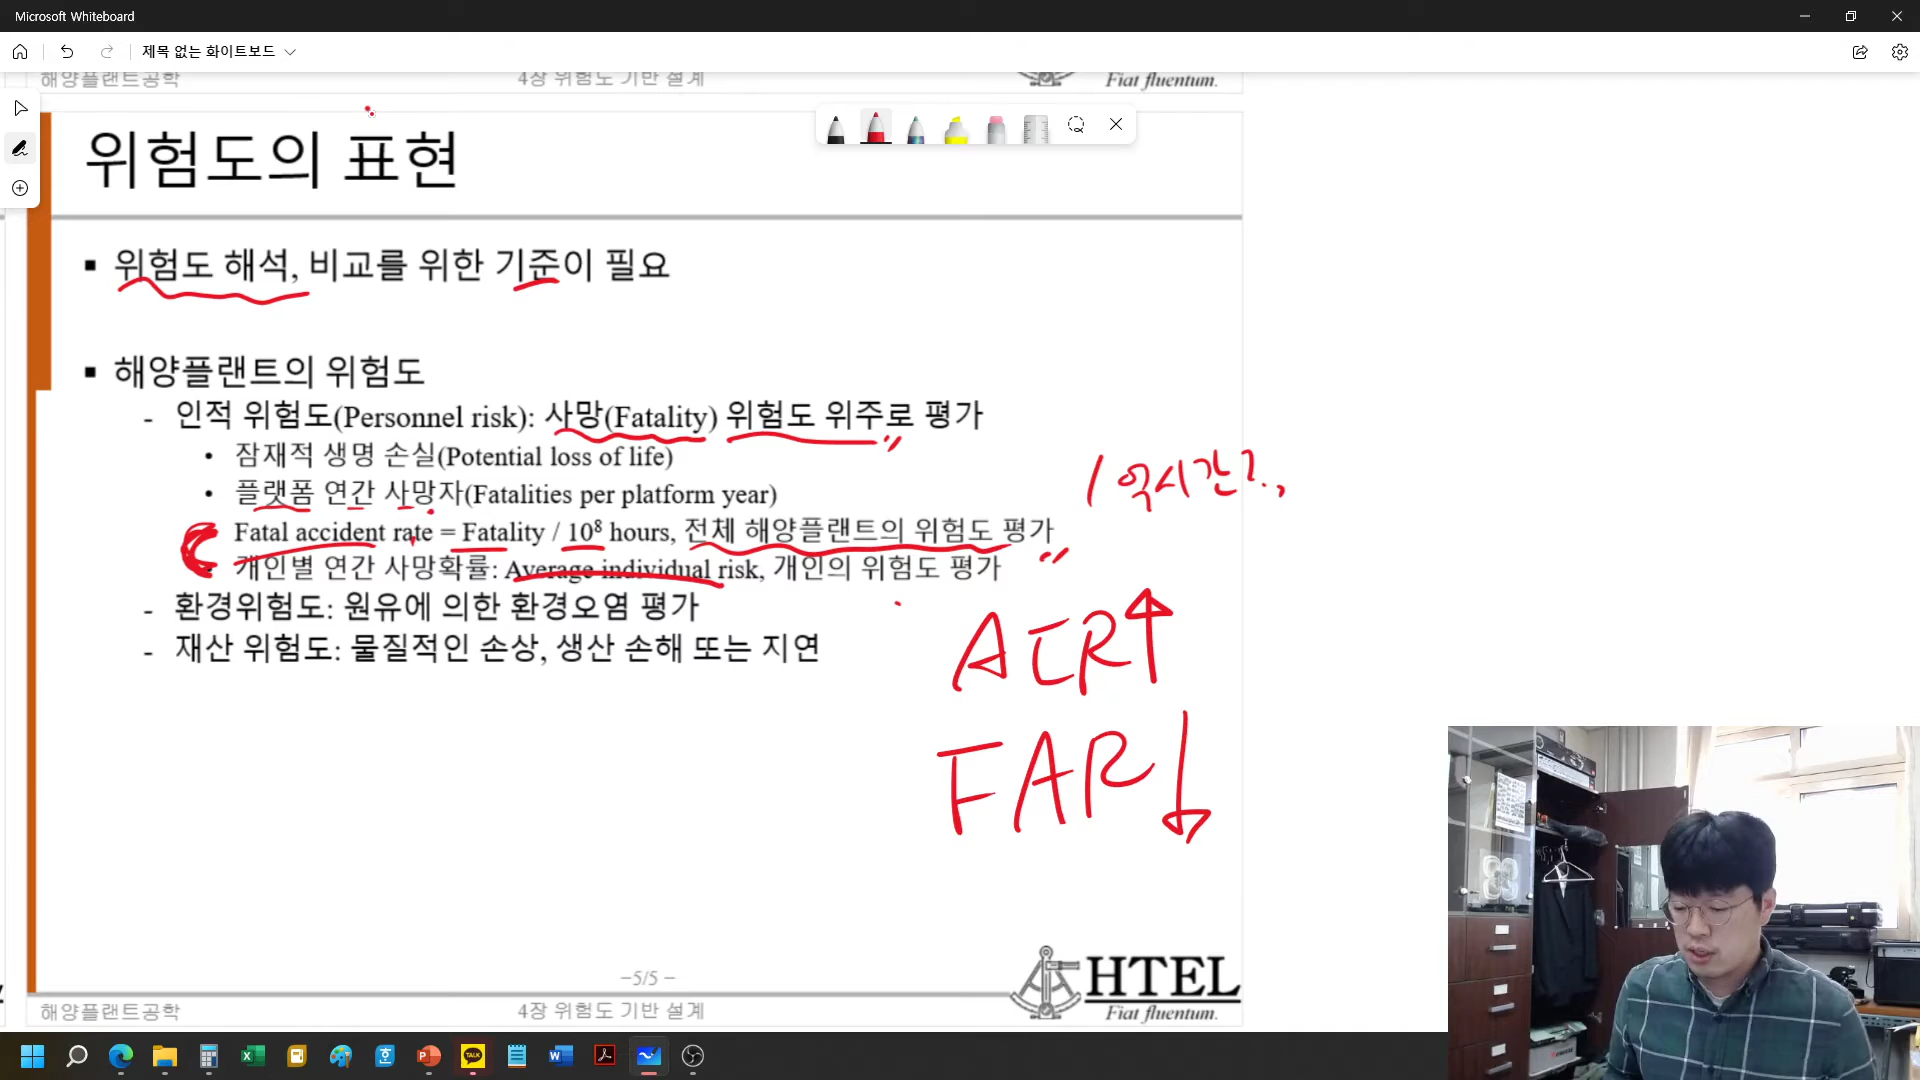 Microsoft Whiteboard
제목 없는 화이트보드
해양플랜트공학 4장 위험도 기반 설계 Fiat fluentum.
위험도의 표현
▪ 위험도 해석, 비교를 위한 기준이 필요
▪ 해양플랜트의 위험도
- 인적 위험도(Personnel risk): 사망(Fatality) 위험도 위주로 평가
• 잠재적 생명 손실(Potential loss of life)
• 플랫폼 연간 사망자(Fatalities per platform year)
1억시간
Fatal accident rate = Fatality / 10⁸ hours, 전체 해양플랜트의 위험도 평가
• 개인별 연간 사망확률: Average individual risk, 개인의 위험도 평가
- 환경위험도: 원유에 의한 환경오염 평가
- 재산 위험도: 물질적인 손상, 생산 손해 또는 지연
AIR↑
FAR↓
–5/5 –
HTEL
Fiat fluentum.
해양플랜트공학 4장 위험도 기반 설계
TALK